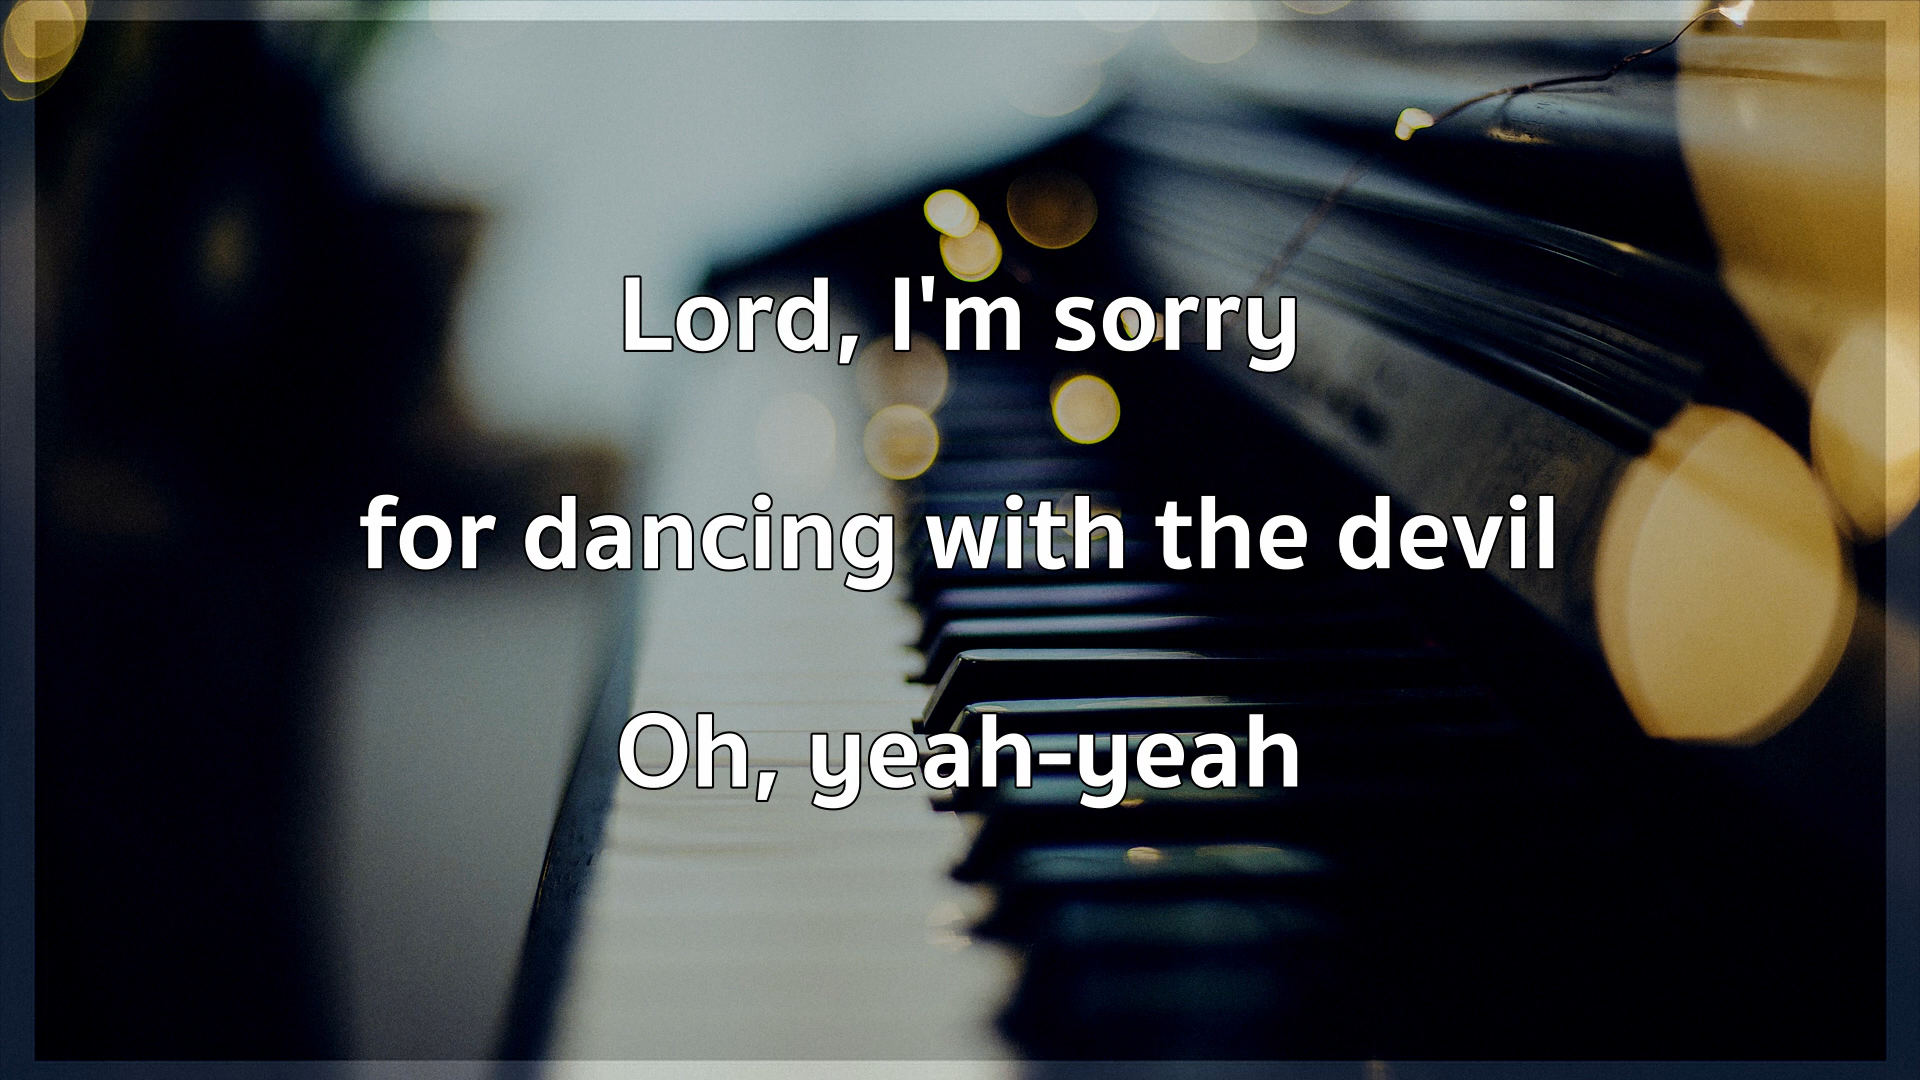 Lord, I'm sorry
for dancing with the devil
Oh, yeah-yeah